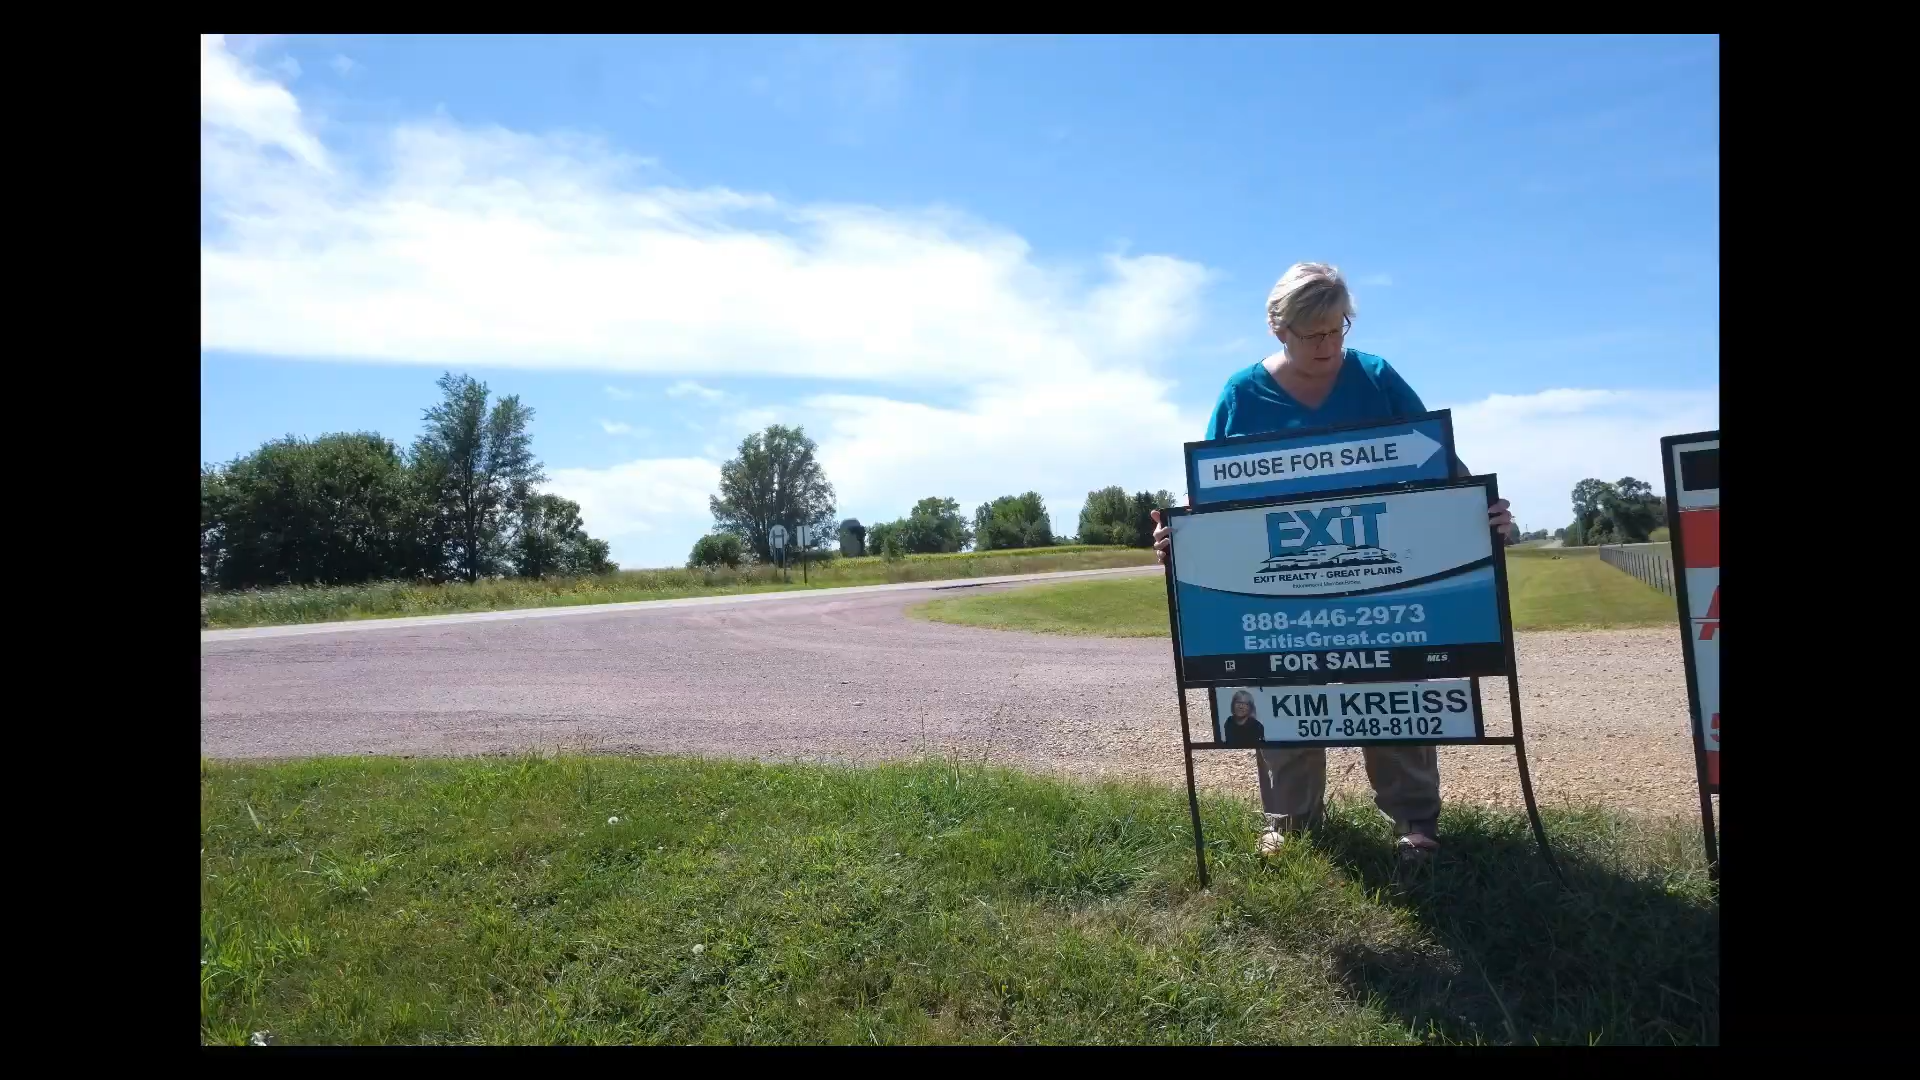 HOUSE FOR SALE
EXiT
EXIT REALTY - GREAT PLAINS
888-446-2973
ExitisGreat.com
R FOR SALE MLS
KIM KREISS
507-848-8102